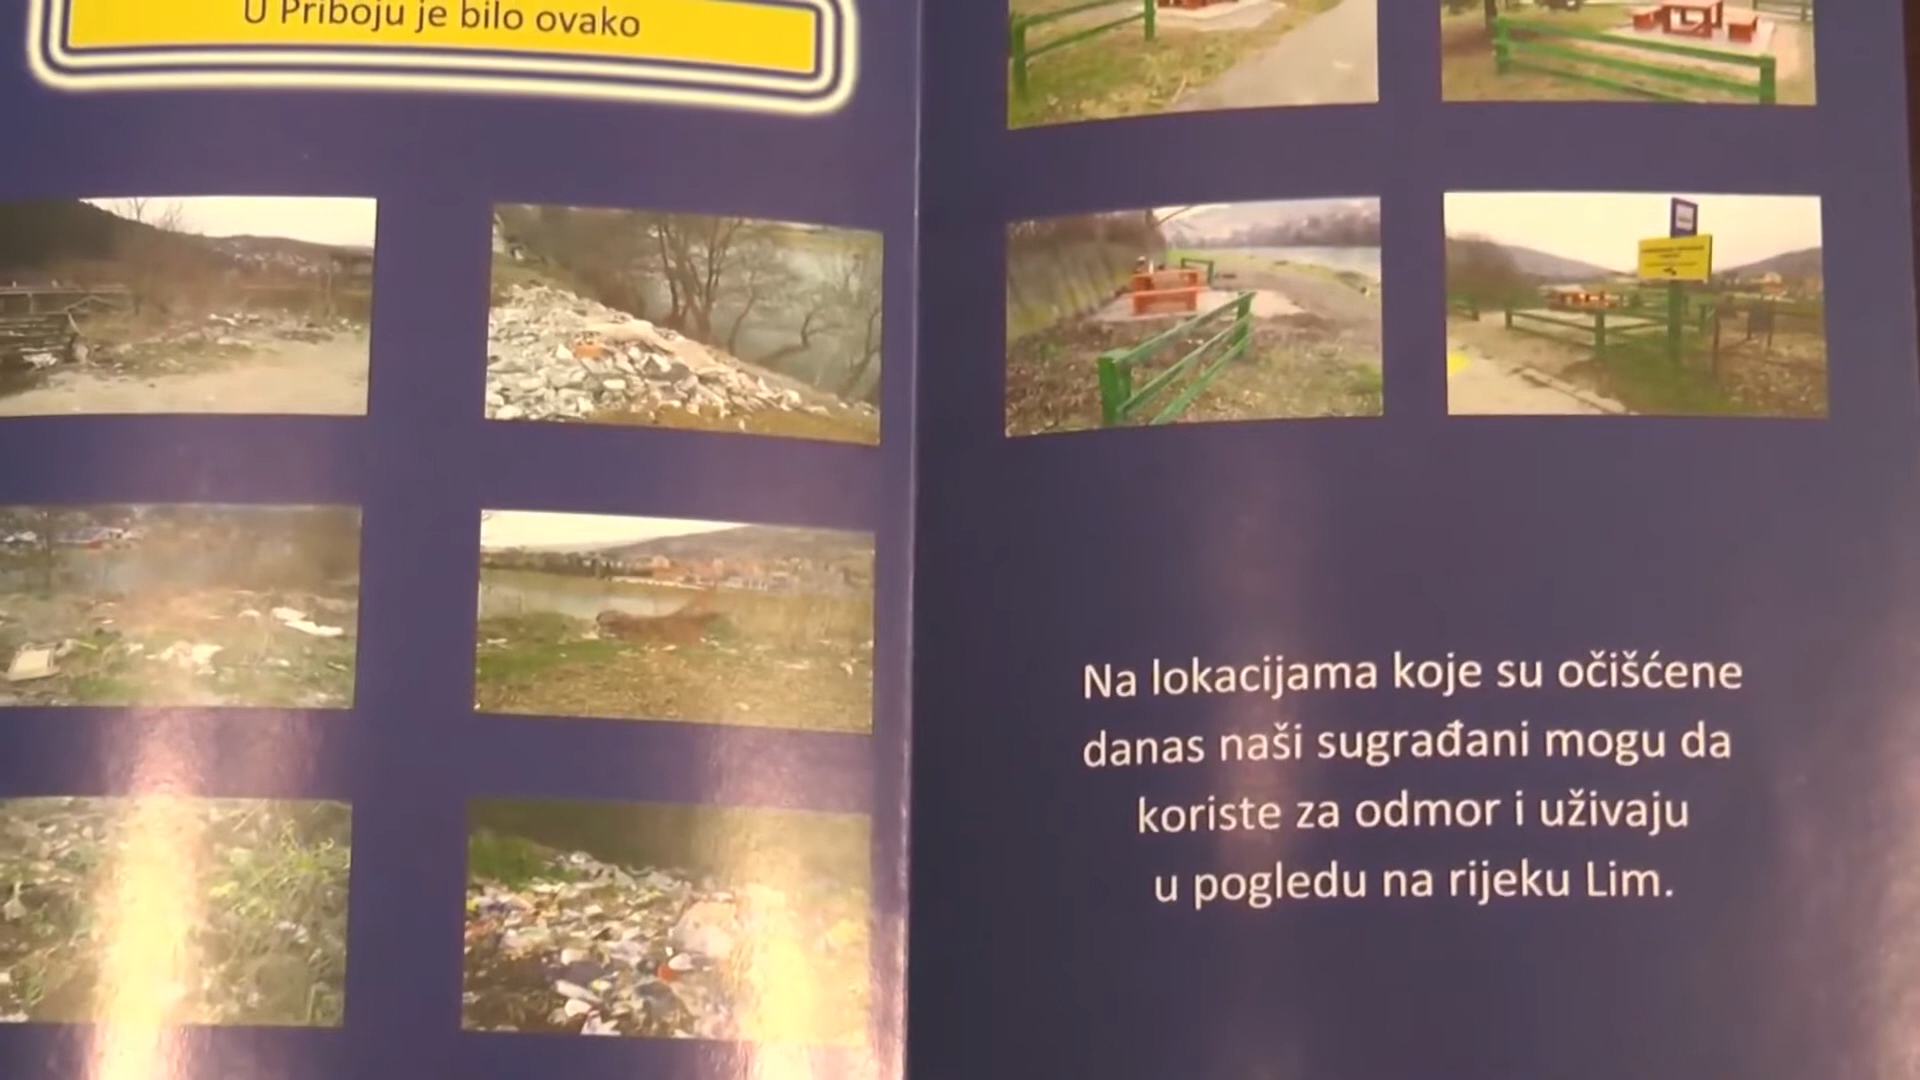 U Priboju je bilo ovako
Na lokacijama koje su očišćene
danas naši sugrađani mogu da
koriste za odmor i uživaju
u pogledu na rijeku Lim.